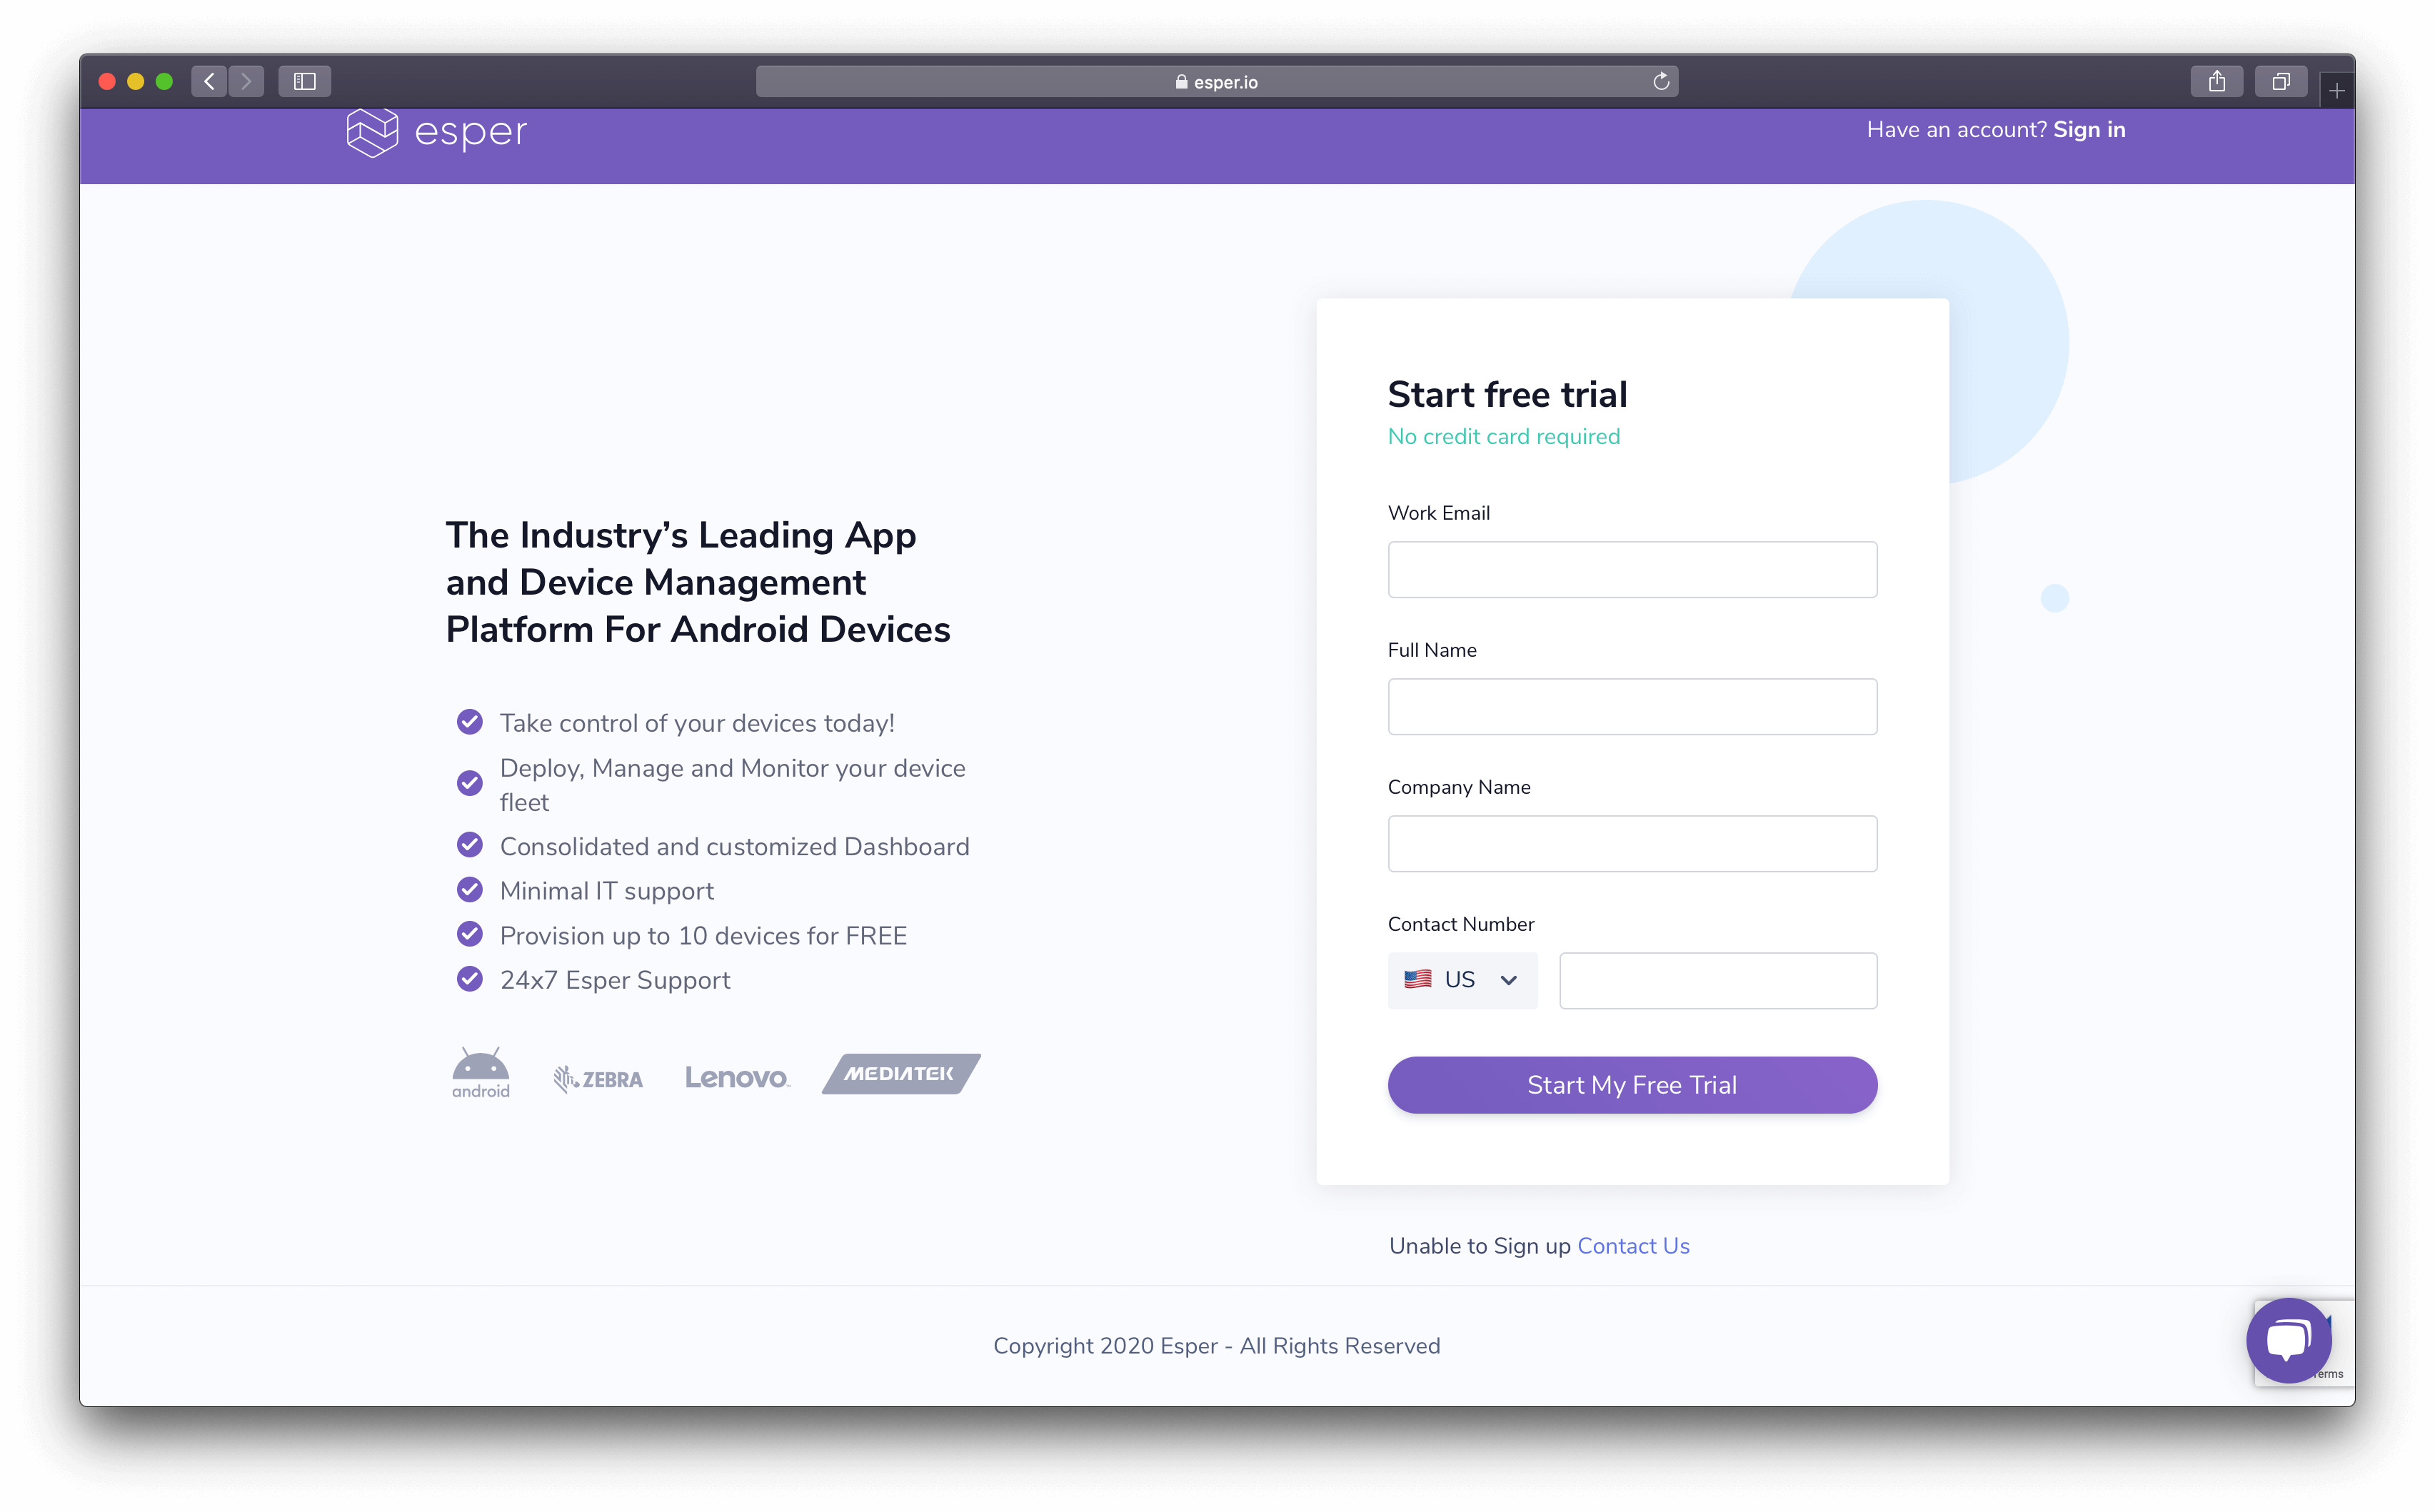 esper.io
esper
Have an account? Sign in
The Industry’s Leading App
and Device Management
Platform For Android Devices
Take control of your devices today!
Deploy, Manage and Monitor your device
fleet
Consolidated and customized Dashboard
Minimal IT support
Provision up to 10 devices for FREE
24x7 Esper Support
android
ZEBRA
Lenovo
MEDIATEK
Start free trial
No credit card required
Work Email
Full Name
Company Name
Contact Number
US
Start My Free Trial
Unable to Sign up Contact Us
Copyright 2020 Esper - All Rights Reserved